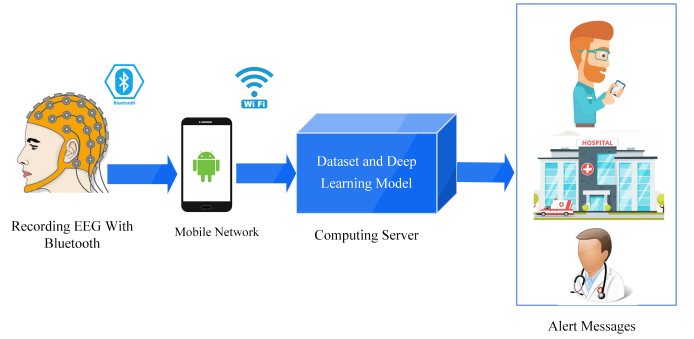 Bluetooth
Wi Fi
HOSPITAL
Dataset and Deep
Learning Model
Recording EEG With
Bluetooth
Mobile Network
Computing Server
Alert Messages